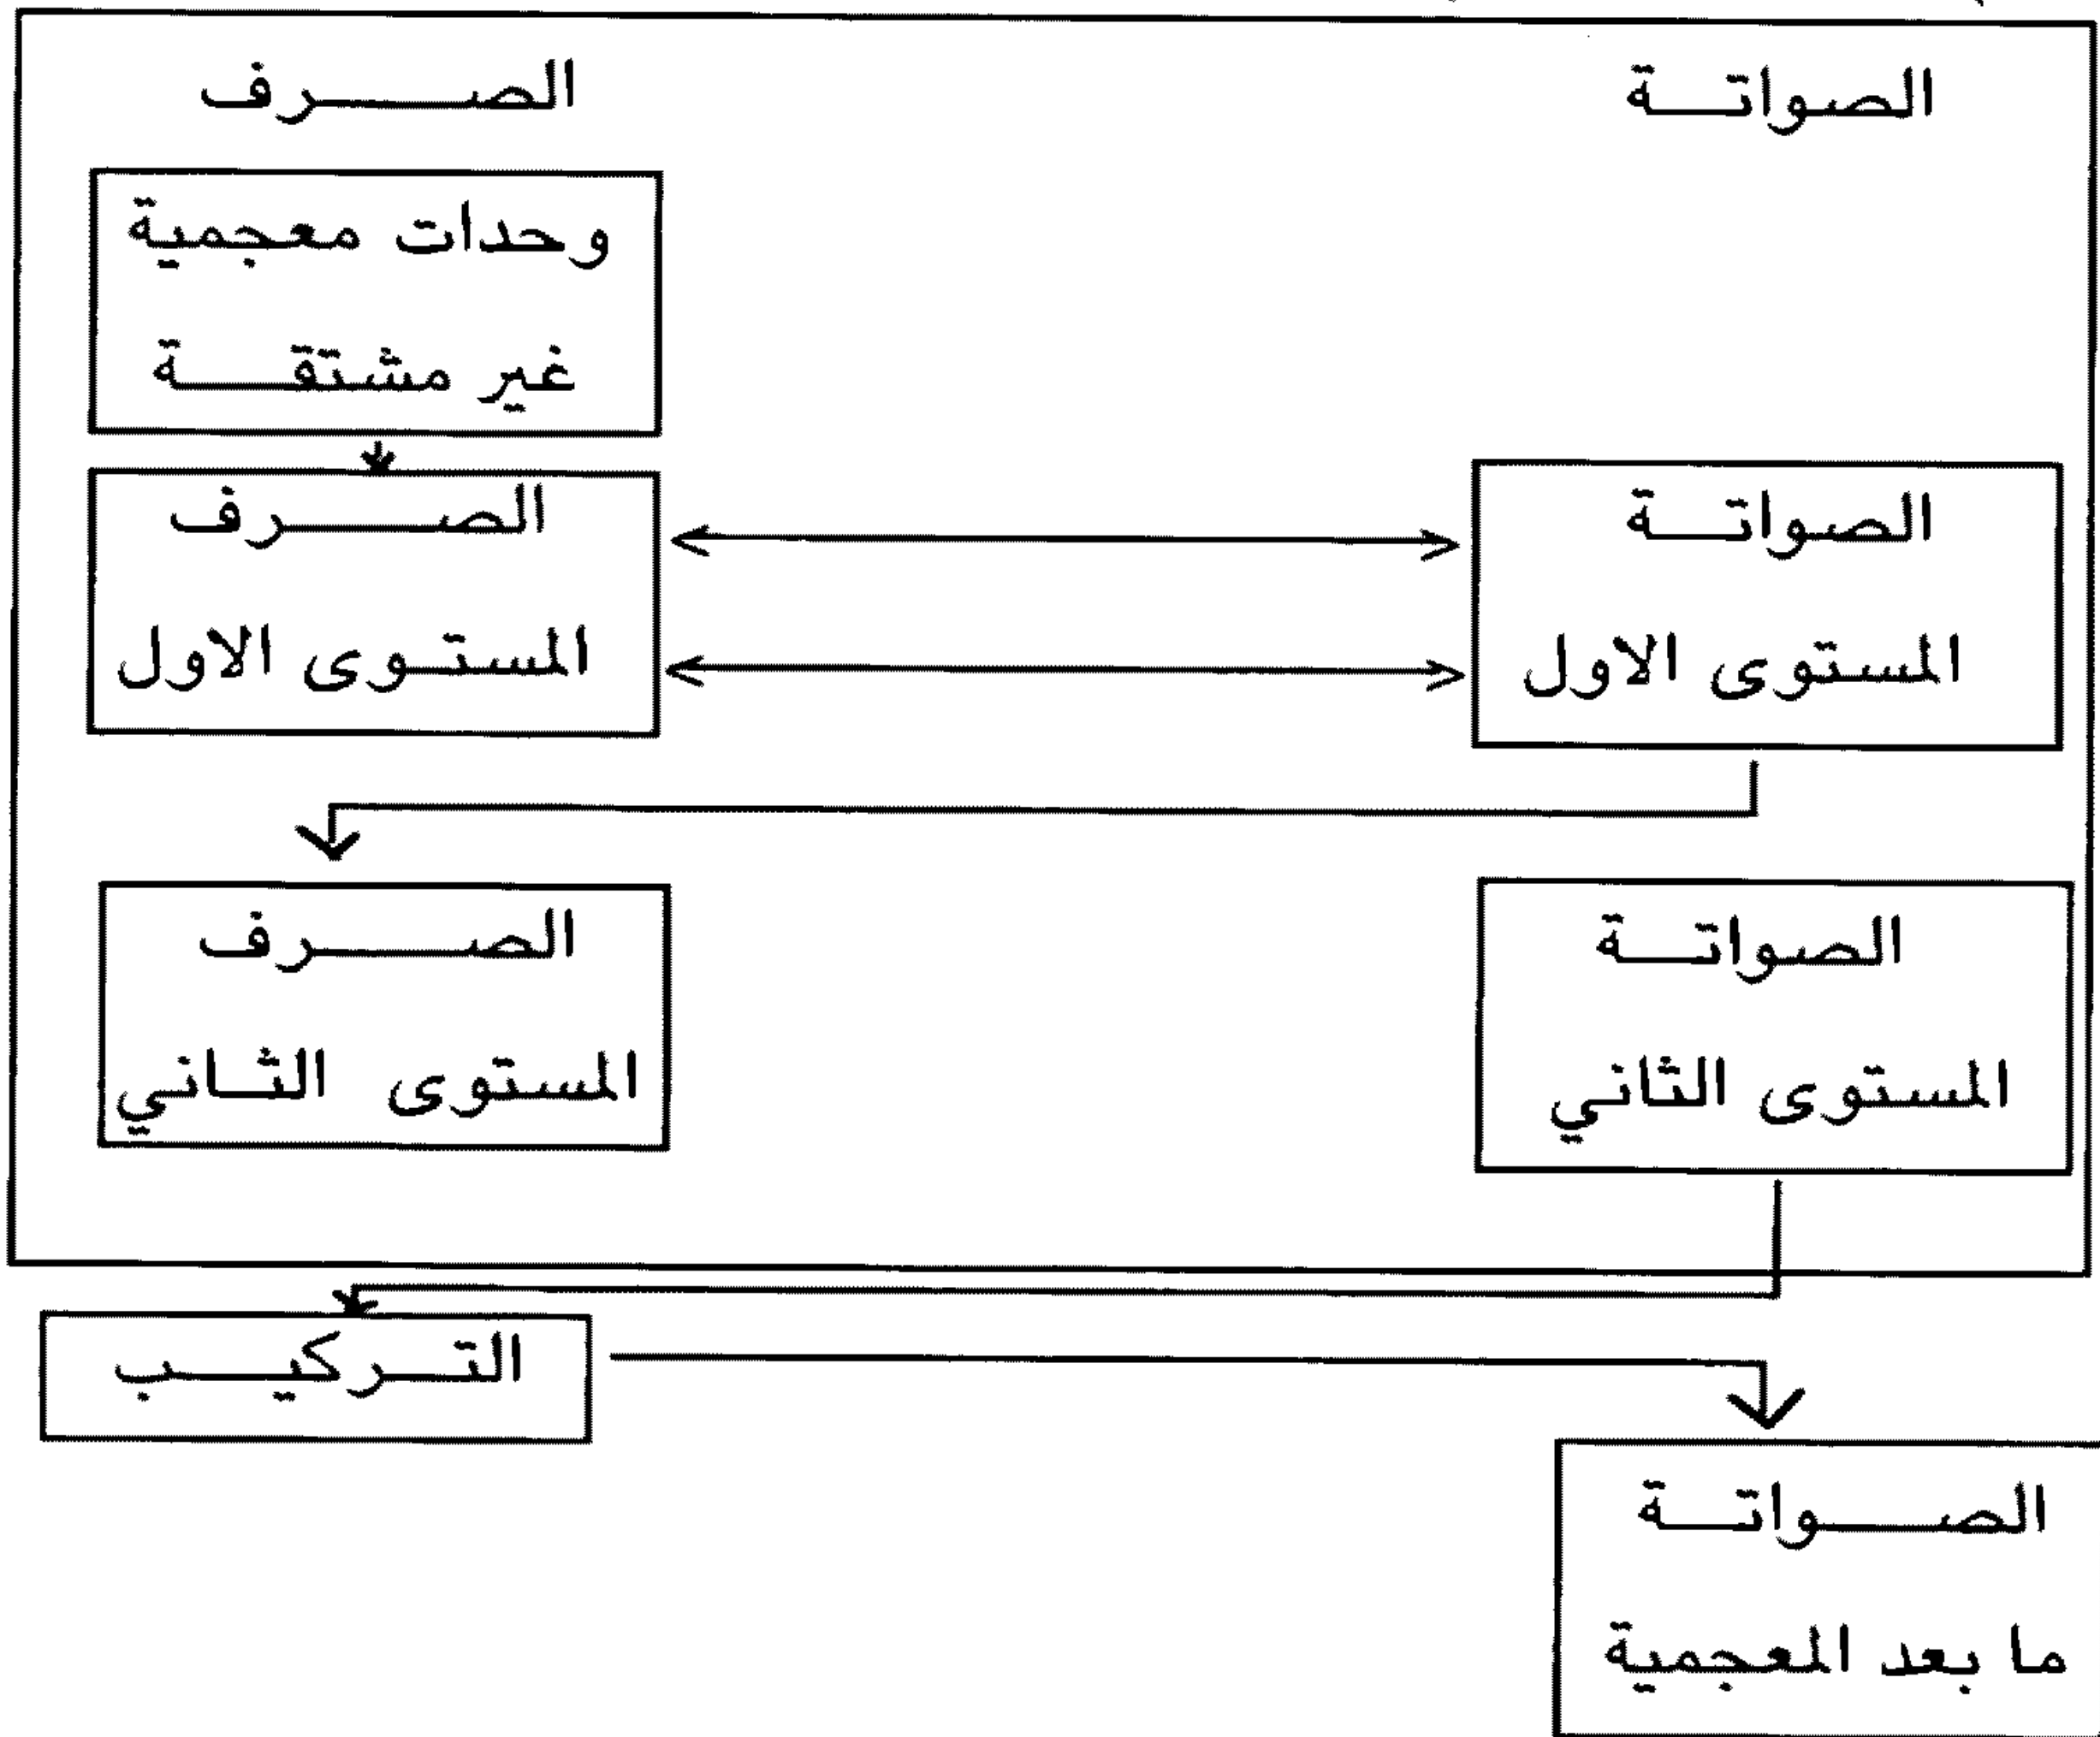 الصواتة
الصرف
وحدات معجمية
غير مشتقة
الصواتة
المستوى الاول
الصرف
المستوى الاول
الصواتة
المستوى الثاني
الصرف
المستوى الثاني
التركيب
الصواتة
ما بعد المعجمية